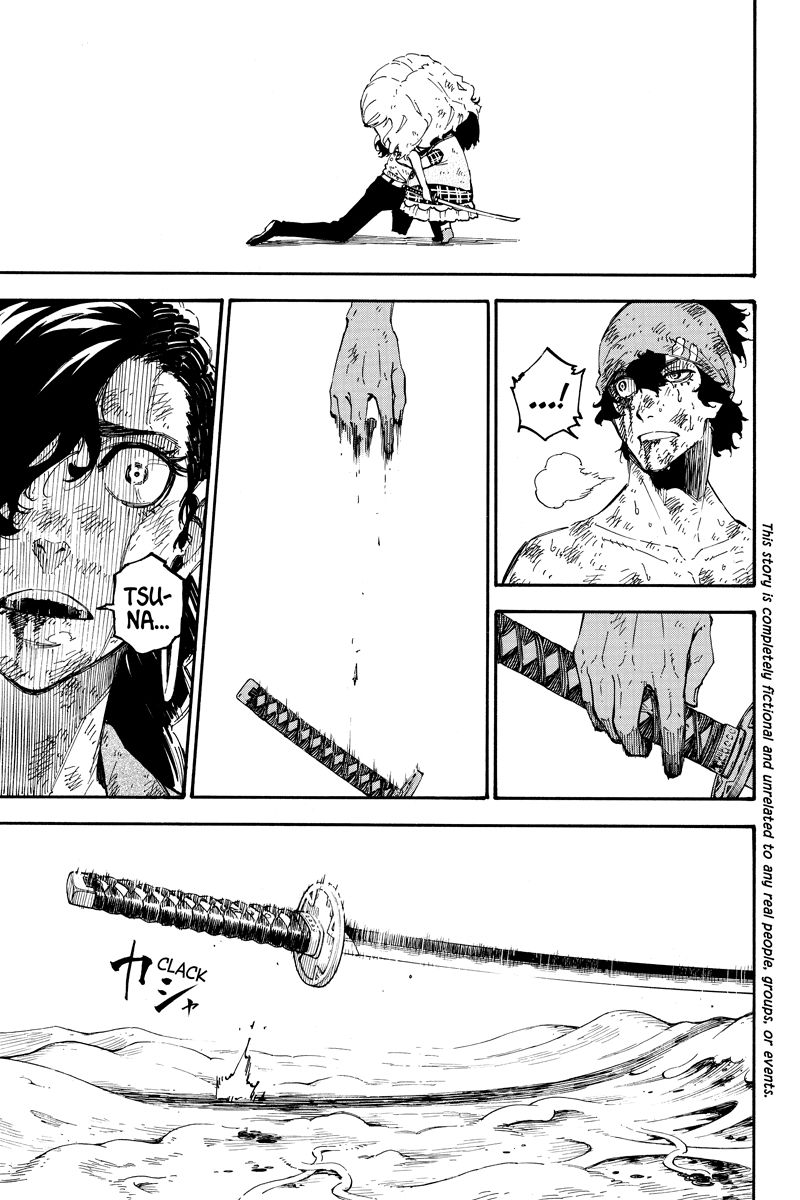 ....!
TSU-
NA...
カシャ
CLACK
This story is completely fictional and unrelated to any real people, groups, or events.